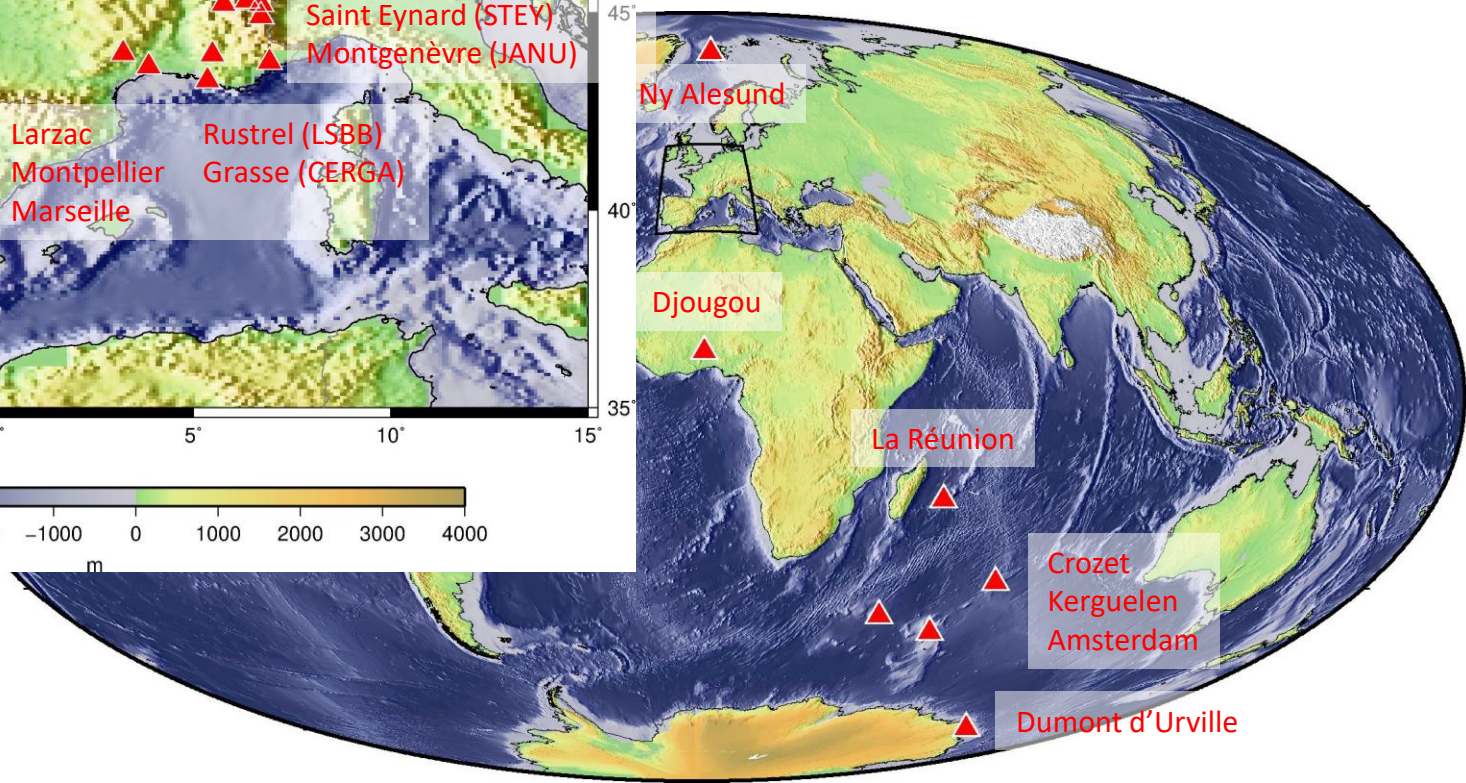 Saint Eynard (STEY)
Montgenèvre (JANU)
Larzac
Montpellier
Marseille
Rustrel (LSBB)
Grasse (CERGA)
45°
40°
35°
5°
10°
15°
−1000
0
1000
2000
3000
4000
m
Ny Alesund
Djougou
La Réunion
Crozet
Kerguelen
Amsterdam
Dumont d’Urville